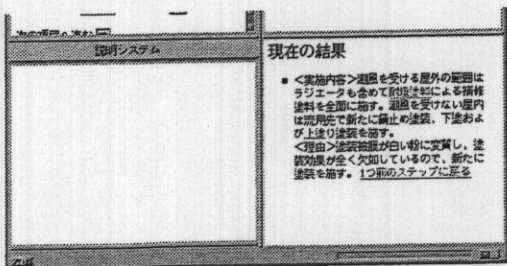 次の項目へ進む
説明システム
現在の結果
■ <実施内容>潮風を受ける屋外の範囲は
ラジエータも含めて耐塩塗料による補修
塗料を全面に施す。潮風を受けない屋内
は流用先で新たに錆止め塗装、下塗およ
び上塗り塗装を施す。
<理由>塗装被膜が白い粉に変質し、塗
装効果が全く欠如しているので、新たに
塗装を施す。 1つ前のステップに戻る